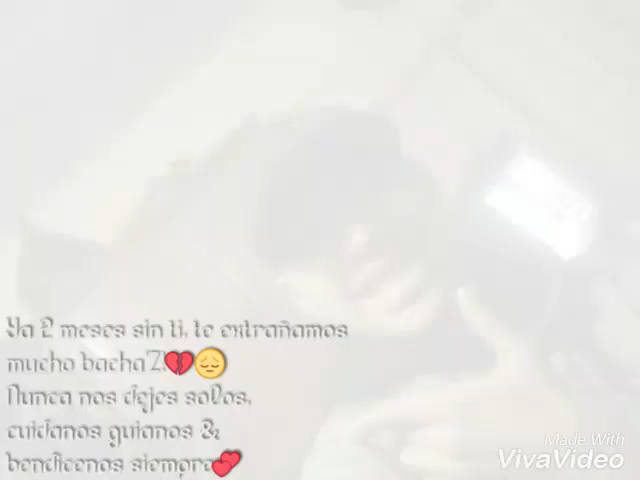 Ya 2 meses sin ti, te extrañamos
mucho bachaZ!💔😔
Nunca nos dejes solos,
cuidanos guianos &
bendicenos siempre💕
Made With
VivaVideo